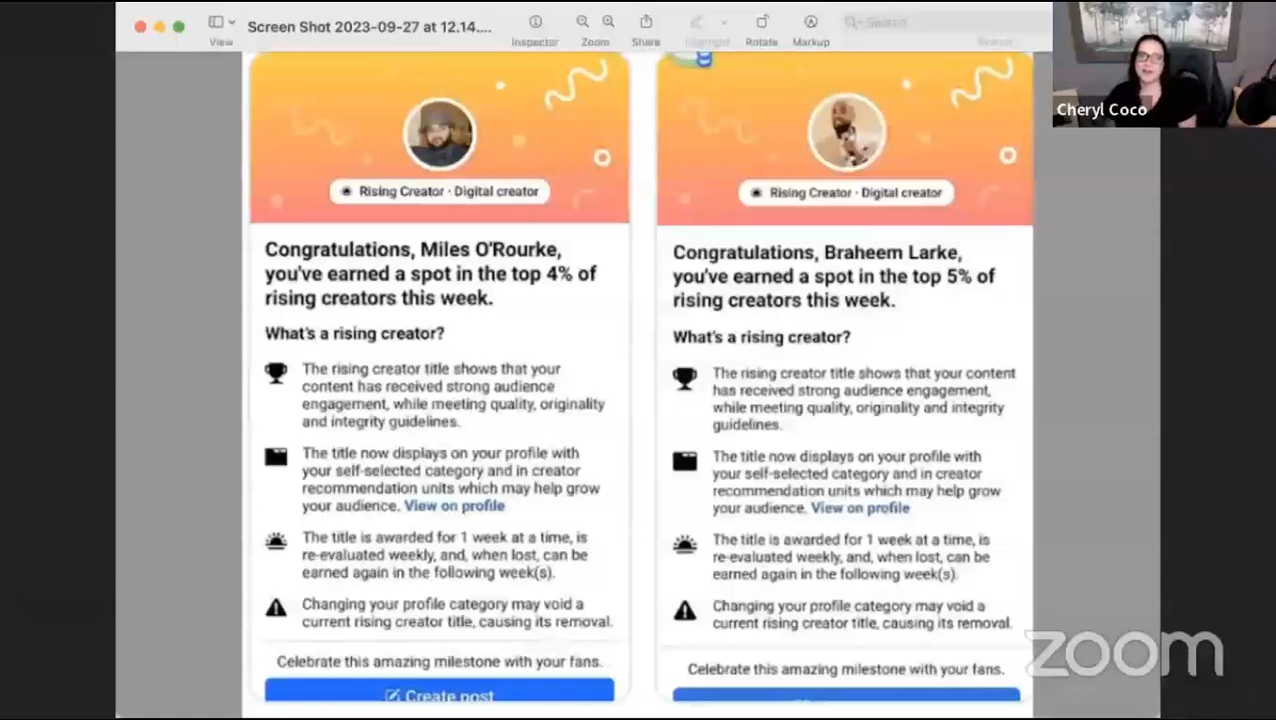 Screen Shot 2023-09-27 at 12.14....
View
Inspector
Zoom
Share
Highlight
Rotate
Markup
Search
Search
Cheryl Coco
Rising Creator · Digital creator
Congratulations, Miles O'Rourke,
you've earned a spot in the top 4% of
rising creators this week.
What's a rising creator?
The rising creator title shows that your
content has received strong audience
engagement, while meeting quality, originality
and integrity guidelines.
The title now displays on your profile with
your self-selected category and in creator
recommendation units which may help grow
your audience. View on profile
The title is awarded for 1 week at a time, is
re-evaluated weekly, and, when lost, can be
earned again in the following week(s).
Changing your profile category may void a
current rising creator title, causing its removal.
Celebrate this amazing milestone with your fans.
Create post
Rising Creator · Digital creator
Congratulations, Braheem Larke,
you've earned a spot in the top 5% of
rising creators this week.
What's a rising creator?
The rising creator title shows that your content
has received strong audience engagement,
while meeting quality, originality and integrity
guidelines.
The title now displays on your profile with
your self-selected category and in creator
recommendation units which may help grow
your audience. View on profile
The title is awarded for 1 week at a time, is
re-evaluated weekly, and, when lost, can be
earned again in the following week(s).
Changing your profile category may void a
current rising creator title, causing its removal.
Celebrate this amazing milestone with your fans.
zoom